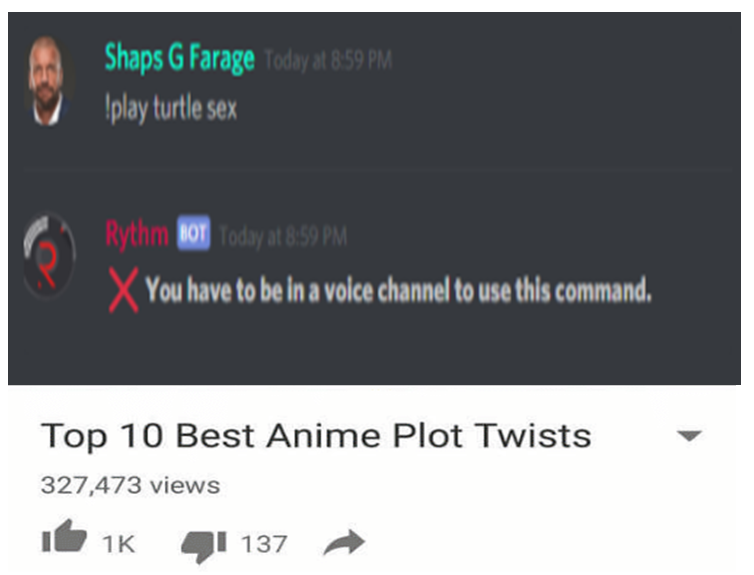 Shaps G Farage Today at 8:59 PM
!play turtle sex
Rythm BOT Today at 8:59 PM
You have to be in a voice channel to use this command.
Top 10 Best Anime Plot Twists
327,473 views
1K 137